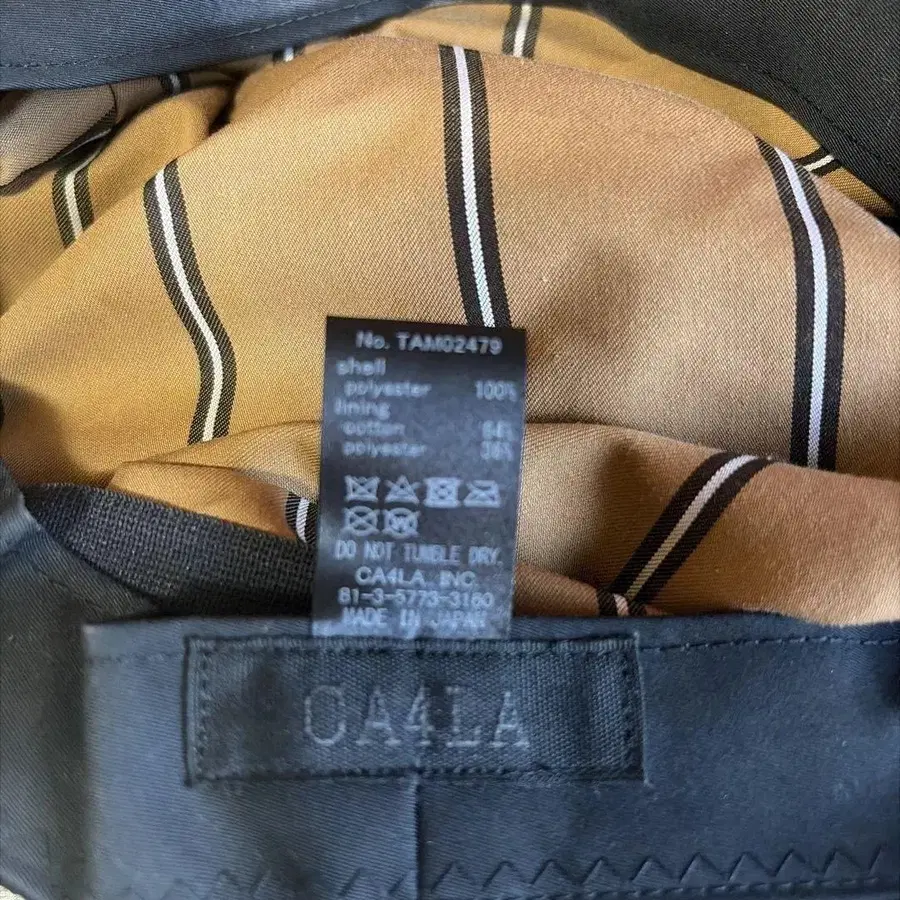 No. TAM02479
shell
polyester 100%
lining
cotton 64%
polyester 36%
DO NOT TUMBLE DRY.
CA4LA, INC.
81-3-5773-3160
MADE IN JAPAN
CA4LA